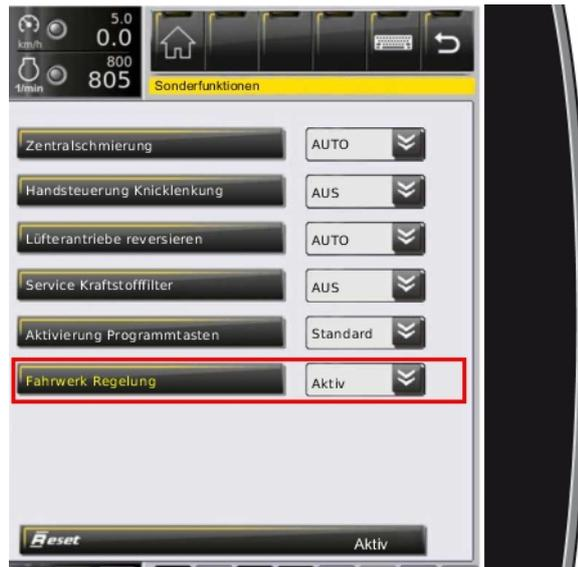 5.0
km/h 0.0
800
1/min 805
Sonderfunktionen
Zentralschmierung AUTO
Handsteuerung Knicklenkung AUS
Lüfterantriebe reversieren AUTO
Service Kraftstofffilter AUS
Aktivierung Programmtasten Standard
Fahrwerk Regelung Aktiv
Reset Aktiv